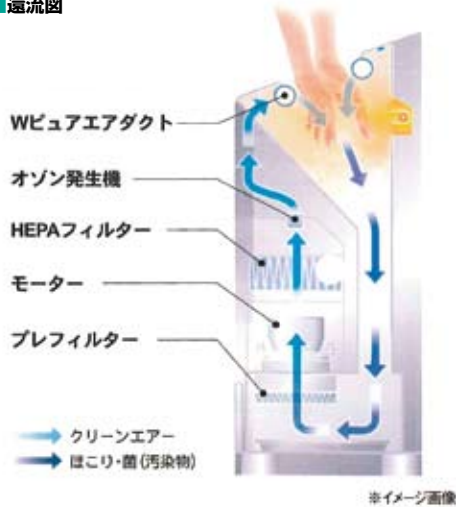 還流図
Wピュアエアダクト
オゾン発生機
HEPAフィルター
モーター
プレフィルター
クリーンエアー
ほこり・菌(汚染物)
※イメージ画像